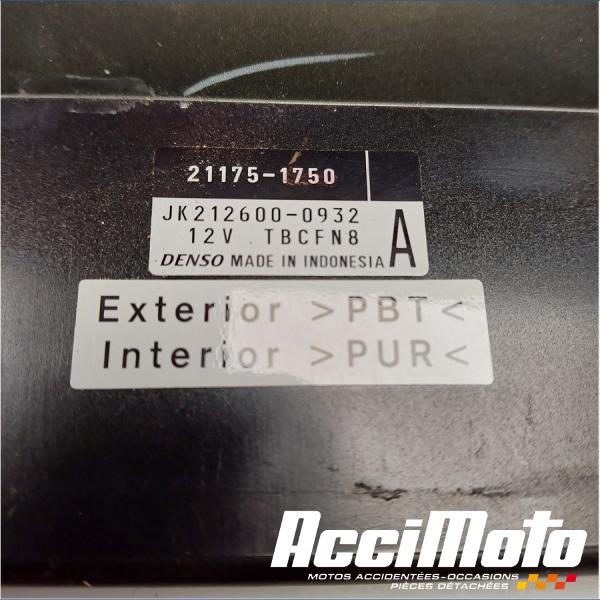 21175-1750
JK212600-0932
12V TBCFN8 A
DENSO MADE IN INDONESIA
Exterior >PBT<
Interior >PUR<
AcciMoto
MOTOS ACCIDENTÉES-OCCASIONS
PIÈCES DÉTACHÉES